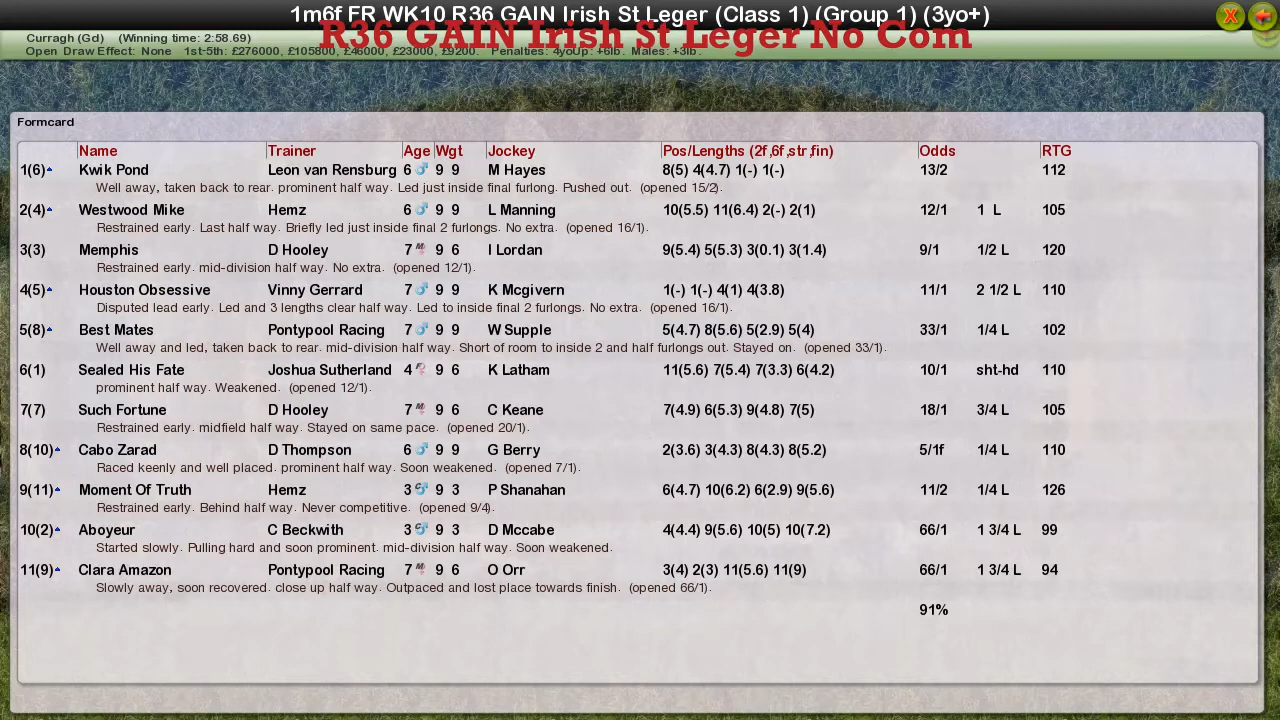 1m6f FR WK10 R36 GAIN Irish St Leger (Class 1) (Group 1) (3yo+)
R36 GAIN Irish St Leger No Com
Curragh (Gd) (Winning time: 2:58.69)
Open Draw Effect: None 1st-5th: £276000, £105800, £46000, £23000, £9200. Penalties: 4yoUp: +6lb. Males: +3lb.
Formcard
Name Trainer Age Wgt Jockey Pos/Lengths (2f,6f,str,fin) Odds RTG
1(6) Kwik Pond Leon van Rensburg 6 9 9 M Hayes 8(5) 4(4.7) 1(-) 1(-) 13/2 112
Well away, taken back to rear. prominent half way. Led just inside final furlong. Pushed out. (opened 15/2).
2(4) Westwood Mike Hemz 6 9 9 L Manning 10(5.5) 11(6.4) 2(-) 2(1) 12/1 1 L 105
Restrained early. Last half way. Briefly led just inside final 2 furlongs. No extra. (opened 16/1).
3(3) Memphis D Hooley 7 9 6 I Lordan 9(5.4) 5(5.3) 3(0.1) 3(1.4) 9/1 1/2 L 120
Restrained early. mid-division half way. No extra. (opened 12/1).
4(5) Houston Obsessive Vinny Gerrard 7 9 9 K Mcgivern 1(-) 1(-) 4(1) 4(3.8) 11/1 2 1/2 L 110
Disputed lead early. Led and 3 lengths clear half way. Led to inside final 2 furlongs. No extra. (opened 16/1).
5(8) Best Mates Pontypool Racing 7 9 9 W Supple 5(4.7) 8(5.6) 5(2.9) 5(4) 33/1 1/4 L 102
Well away and led, taken back to rear. mid-division half way. Short of room to inside 2 and half furlongs out. Stayed on. (opened 33/1).
6(1) Sealed His Fate Joshua Sutherland 4 9 6 K Latham 11(5.6) 7(5.4) 7(3.3) 6(4.2) 10/1 sht-hd 110
prominent half way. Weakened. (opened 12/1).
7(7) Such Fortune D Hooley 7 9 6 C Keane 7(4.9) 6(5.3) 9(4.8) 7(5) 18/1 3/4 L 105
Restrained early. midfield half way. Stayed on same pace. (opened 20/1).
8(10) Cabo Zarad D Thompson 6 9 9 G Berry 2(3.6) 3(4.3) 8(4.3) 8(5.2) 5/1f 1/4 L 110
Raced keenly and well placed. prominent half way. Soon weakened. (opened 7/1).
9(11) Moment Of Truth Hemz 3 9 3 P Shanahan 6(4.7) 10(6.2) 6(2.9) 9(5.6) 11/2 1/4 L 126
Restrained early. Behind half way. Never competitive. (opened 9/4).
10(2) Aboyeur C Beckwith 3 9 3 D Mccabe 4(4.4) 9(5.6) 10(5) 10(7.2) 66/1 1 3/4 L 99
Started slowly. Pulling hard and soon prominent. mid-division half way. Soon weakened.
11(9) Clara Amazon Pontypool Racing 7 9 6 O Orr 3(4) 2(3) 11(5.6) 11(9) 66/1 1 3/4 L 94
Slowly away, soon recovered. close up half way. Outpaced and lost place towards finish. (opened 66/1).
91%